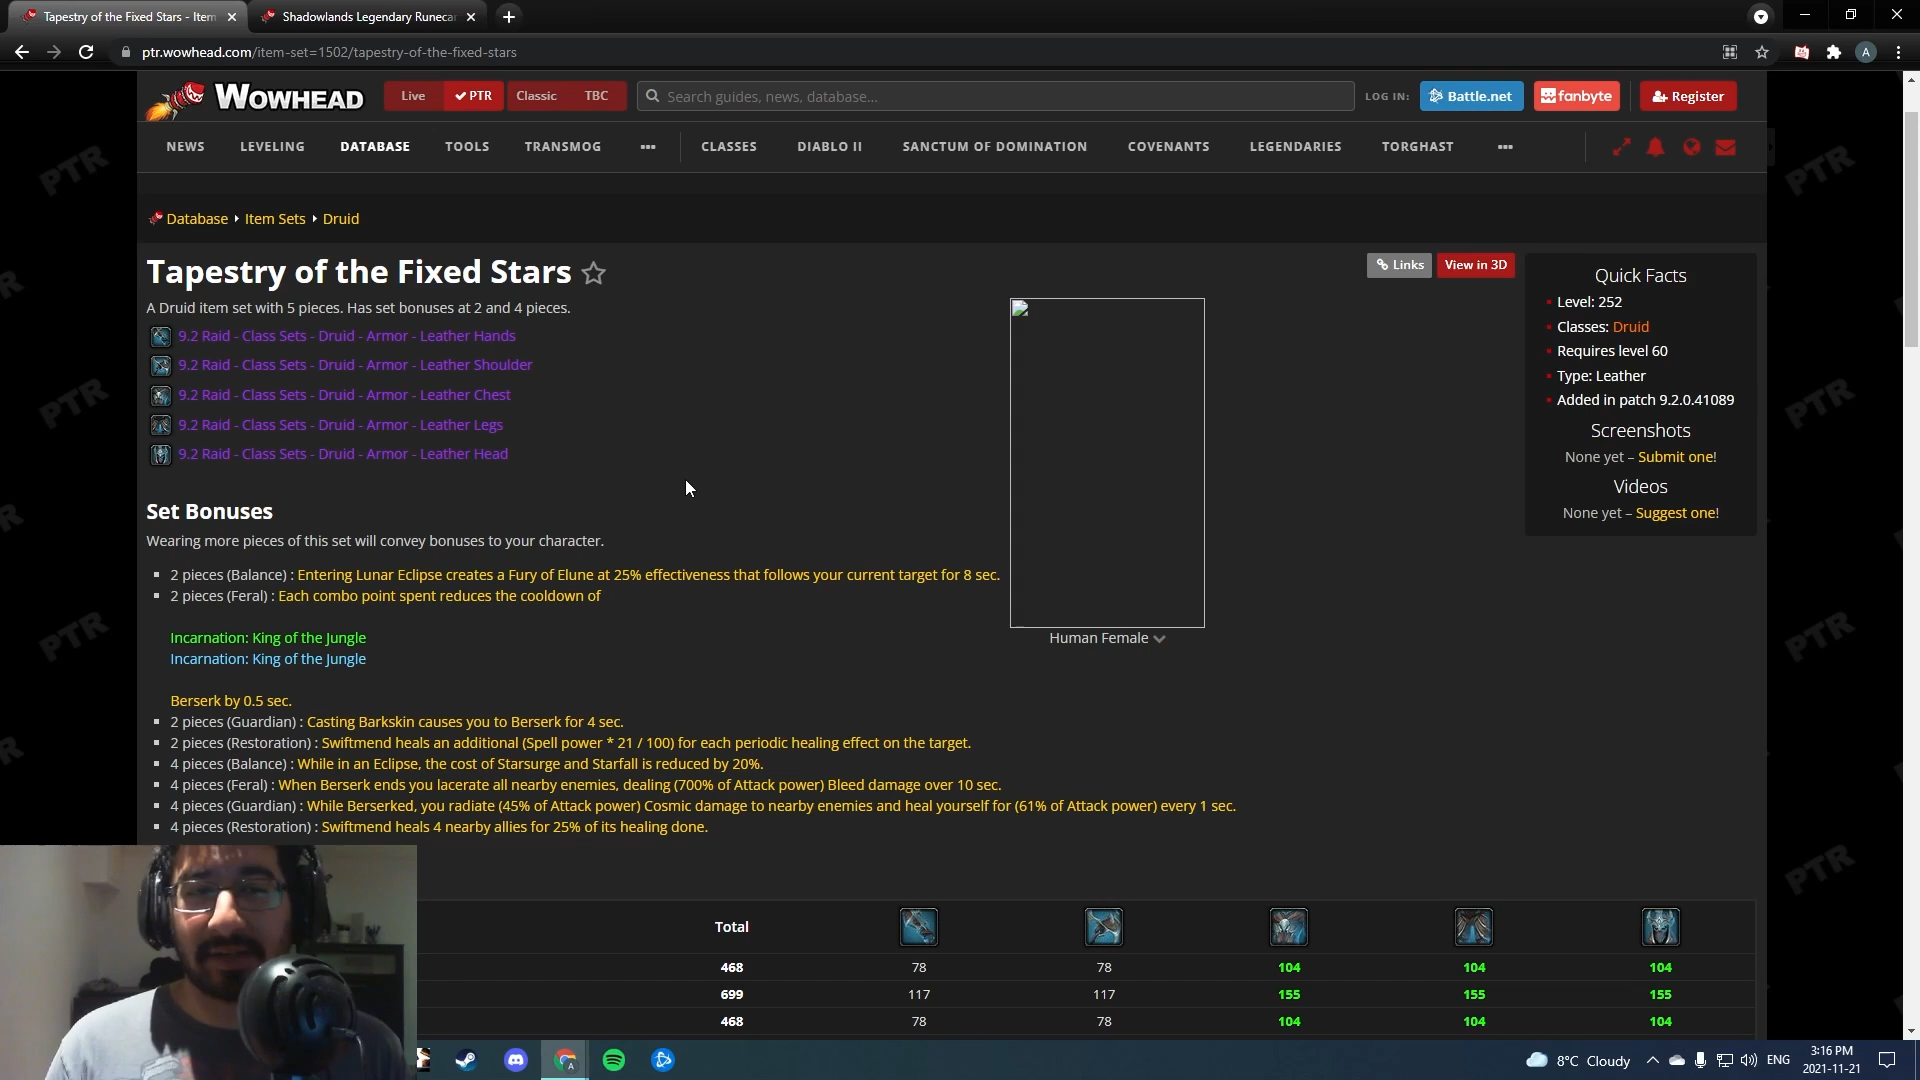 Tapestry of the Fixed Stars - Item
Shadowlands Legendary Runecar
ptr.wowhead.com/item-set=1502/tapestry-of-the-fixed-stars
A
WOWHEAD
Live
PTR
Classic
TBC
Search guides, news, database...
LOG IN:
Battle.net
fanbyte
Register
NEWS
LEVELING
DATABASE
TOOLS
TRANSMOG
CLASSES
DIABLO II
SANCTUM OF DOMINATION
COVENANTS
LEGENDARIES
TORGHAST
Database
Item Sets
Druid
Tapestry of the Fixed Stars
Links
View in 3D
A Druid item set with 5 pieces. Has set bonuses at 2 and 4 pieces.
9.2 Raid - Class Sets - Druid - Armor - Leather Hands
9.2 Raid - Class Sets - Druid - Armor - Leather Shoulder
9.2 Raid - Class Sets - Druid - Armor - Leather Chest
9.2 Raid - Class Sets - Druid - Armor - Leather Legs
9.2 Raid - Class Sets - Druid - Armor - Leather Head
Quick Facts
Level: 252
Classes: Druid
Requires level 60
Type: Leather
Added in patch 9.2.0.41089
Screenshots
None yet – Submit one!
Videos
None yet – Suggest one!
Human Female
Set Bonuses
Wearing more pieces of this set will convey bonuses to your character.
2 pieces (Balance) : Entering Lunar Eclipse creates a Fury of Elune at 25% effectiveness that follows your current target for 8 sec.
2 pieces (Feral) : Each combo point spent reduces the cooldown of
Incarnation: King of the Jungle
Incarnation: King of the Jungle
Berserk by 0.5 sec.
2 pieces (Guardian) : Casting Barkskin causes you to Berserk for 4 sec.
2 pieces (Restoration) : Swiftmend heals an additional (Spell power * 21 / 100) for each periodic healing effect on the target.
4 pieces (Balance) : While in an Eclipse, the cost of Starsurge and Starfall is reduced by 20%.
4 pieces (Feral) : When Berserk ends you lacerate all nearby enemies, dealing (700% of Attack power) Bleed damage over 10 sec.
4 pieces (Guardian) : While Berserked, you radiate (45% of Attack power) Cosmic damage to nearby enemies and heal yourself for (61% of Attack power) every 1 sec.
4 pieces (Restoration) : Swiftmend heals 4 nearby allies for 25% of its healing done.
Total
468 78 78 104 104 104
699 117 117 155 155 155
468 78 78 104 104 104
PTR
PTR
PTR
PTR
PTR
PTR
PTR
PTR
8°C Cloudy
ENG
3:16 PM
2021-11-21